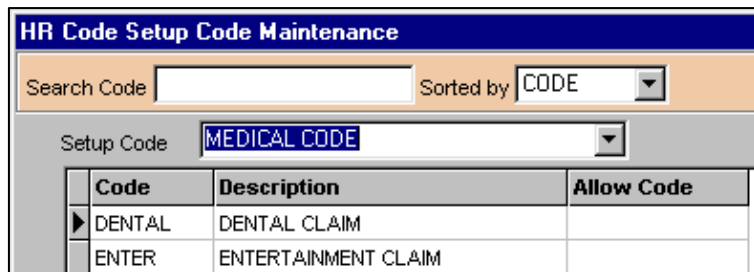 HR Code Setup Code Maintenance
Search Code Sorted by CODE
Setup Code MEDICAL CODE
Code Description Allow Code
DENTAL DENTAL CLAIM
ENTER ENTERTAINMENT CLAIM